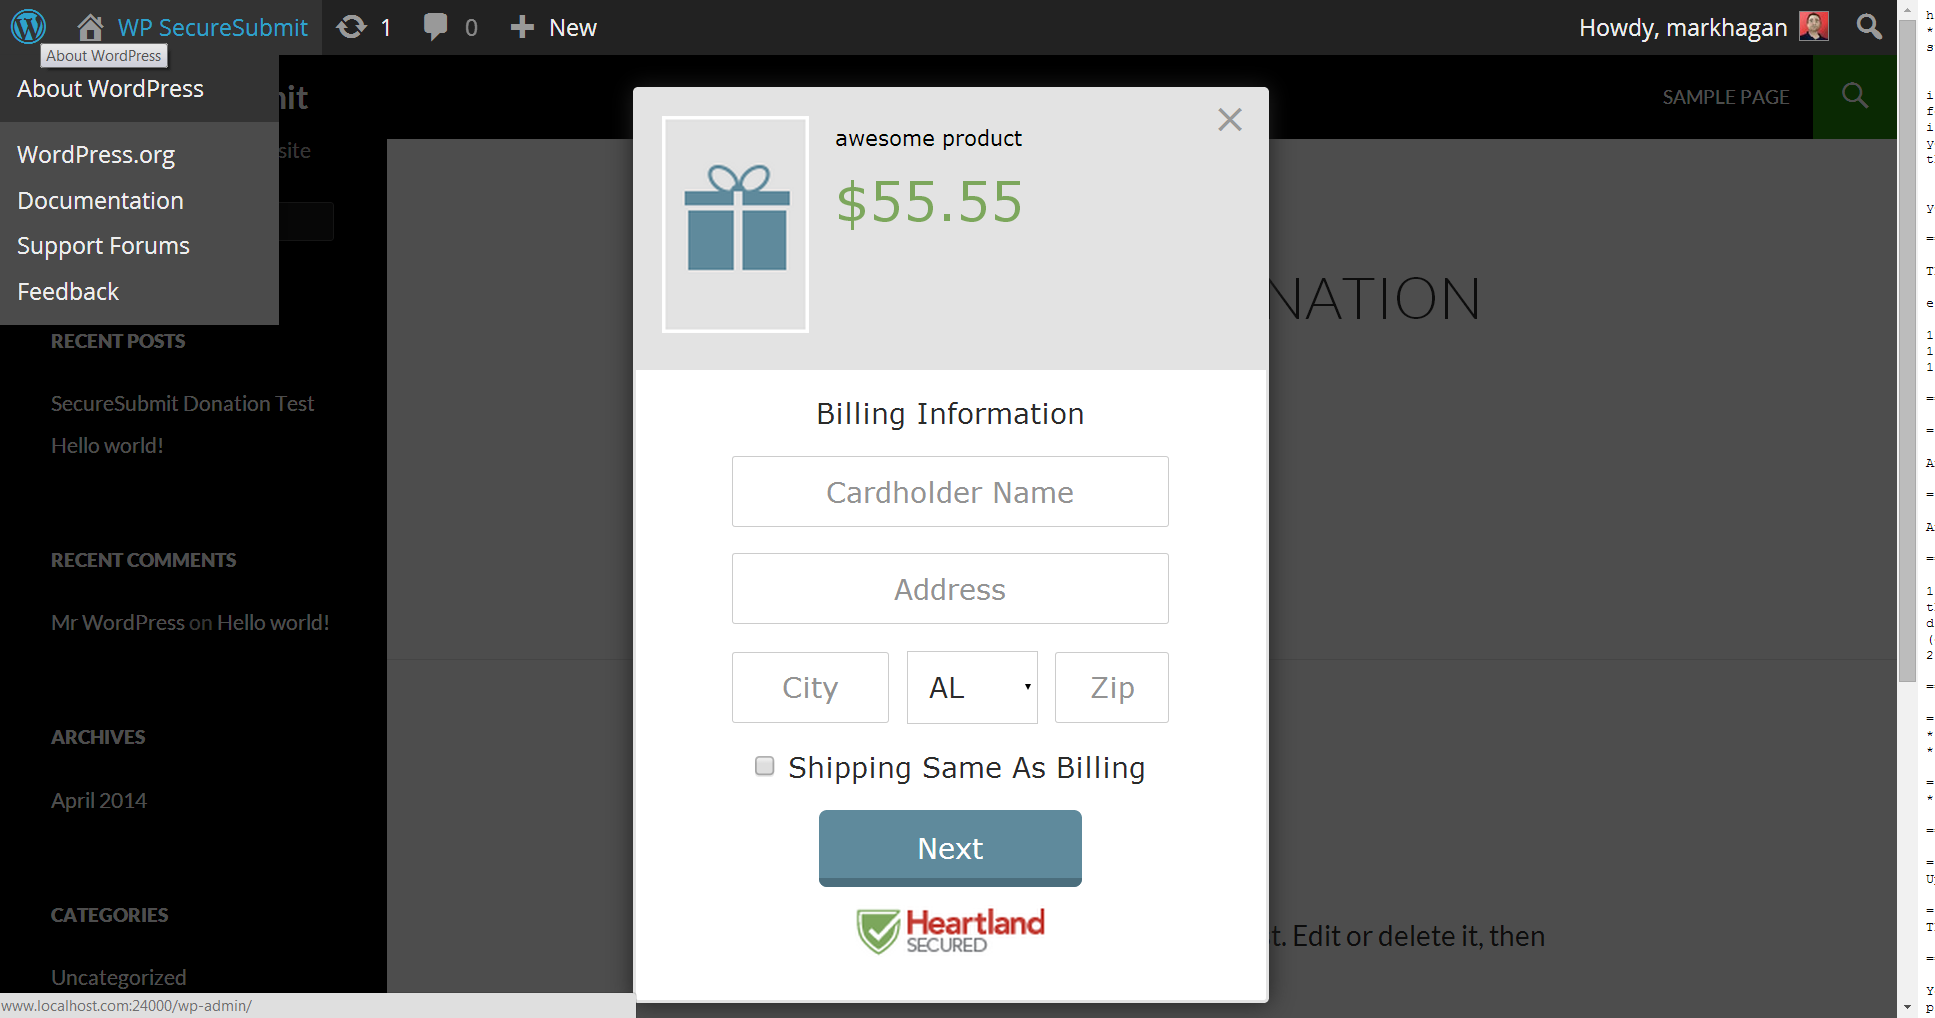 WP SecureSubmit
1
0
New
Howdy, markhagan
About WordPress
About WordPress
WordPress.org
Documentation
Support Forums
Feedback
SAMPLE PAGE
site
RECENT POSTS
SecureSubmit Donation Test
Hello world!
RECENT COMMENTS
Mr WordPress on Hello world!
ARCHIVES
April 2014
CATEGORIES
Uncategorized
www.localhost.com:24000/wp-admin/
awesome product
$55.55
Billing Information
Cardholder Name
Address
City
AL
Zip
Shipping Same As Billing
Next
Heartland
SECURED
NATION
t. Edit or delete it, then